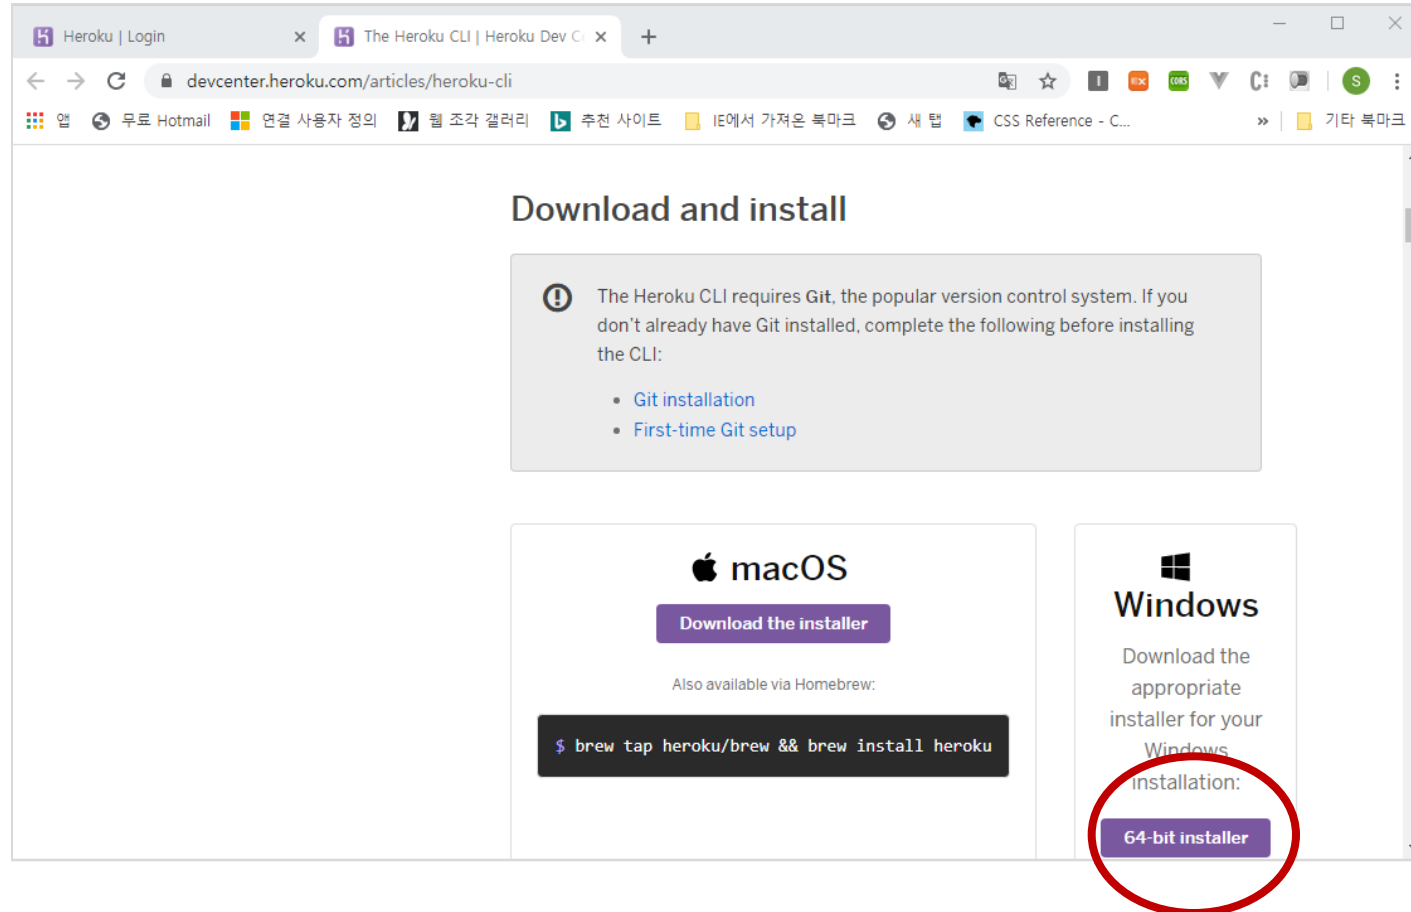 Heroku | Login
The Heroku CLI | Heroku Dev C
devcenter.heroku.com/articles/heroku-cli
앱 무료 Hotmail 연결 사용자 정의 웹 조각 갤러리 추천 사이트 IE에서 가져온 북마크 새 탭 CSS Reference - C... » 기타 북마크
Download and install
The Heroku CLI requires Git, the popular version control system. If you
don't already have Git installed, complete the following before installing
the CLI:
• Git installation
• First-time Git setup
macOS
Download the installer
Also available via Homebrew:
$ brew tap heroku/brew && brew install heroku
Windows
Download the
appropriate
installer for your
Windows
installation:
64-bit installer